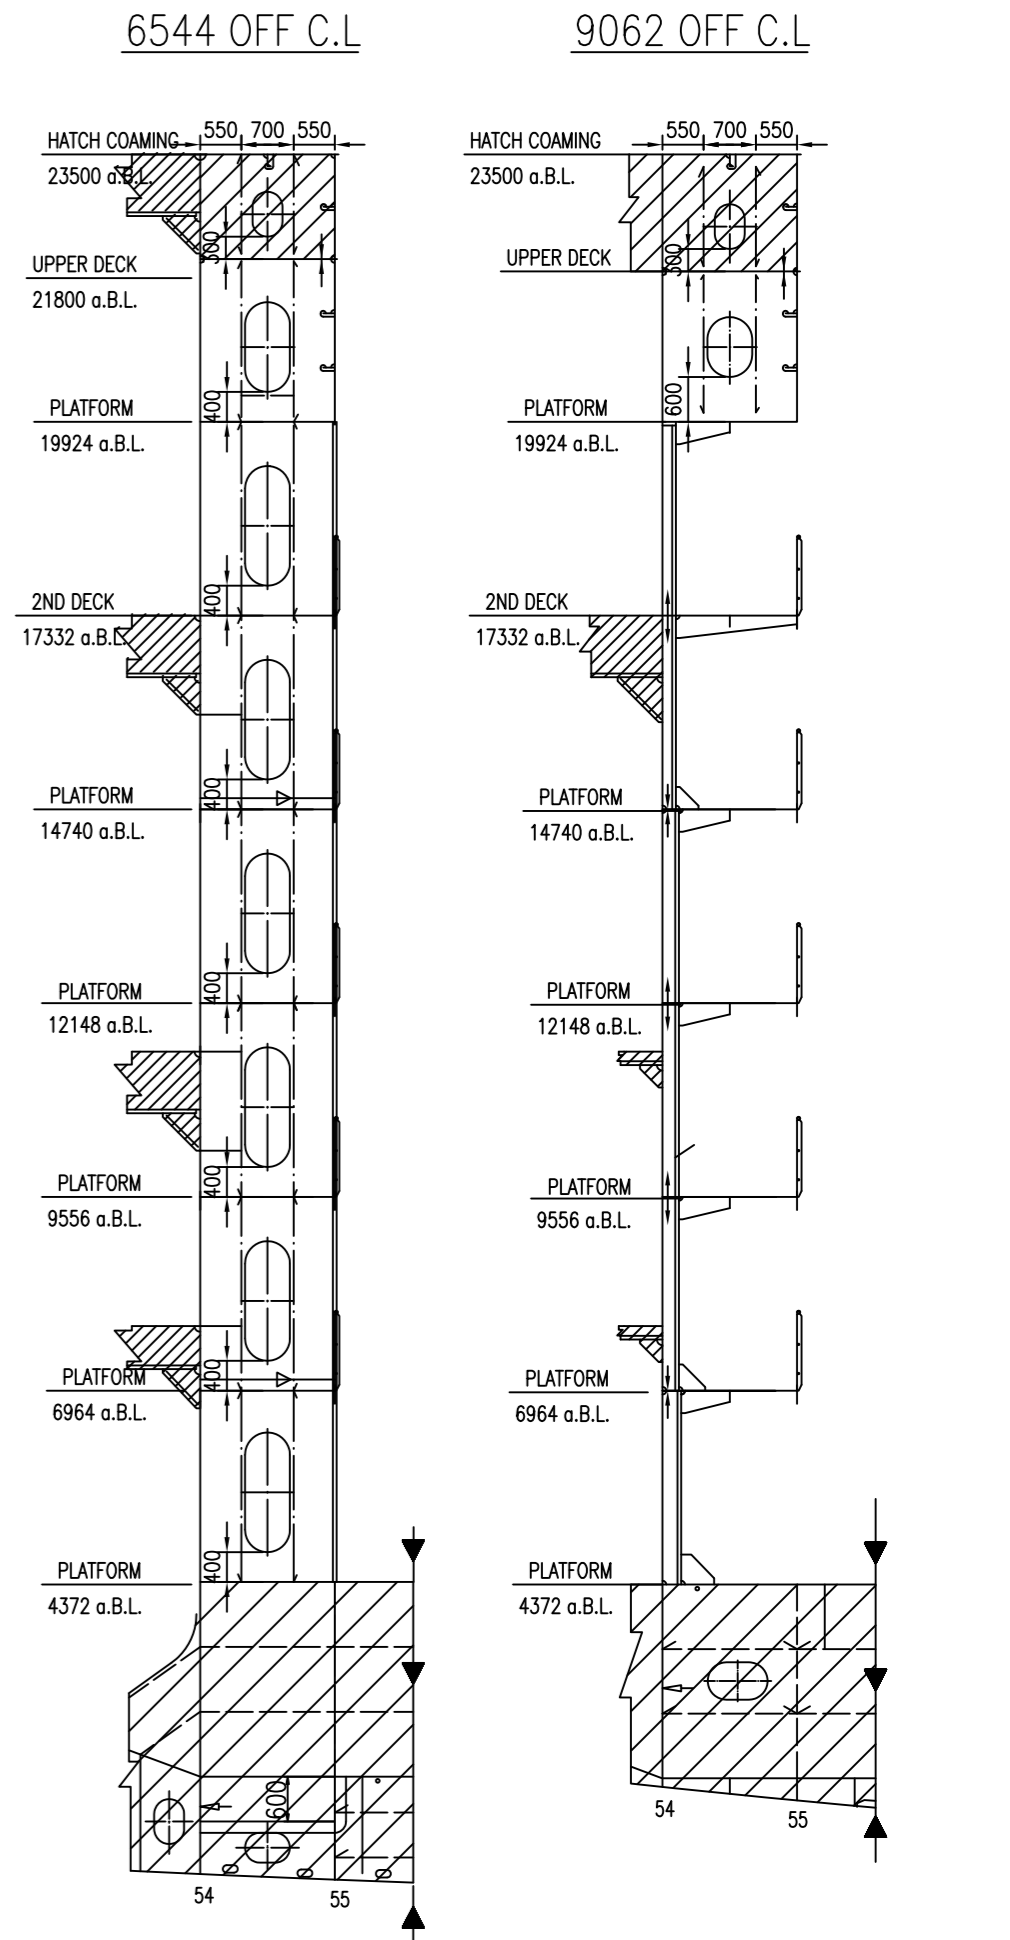 6544 OFF C.L
550 700 550
HATCH COAMING
23500 a.B.L.
300
UPPER DECK
21800 a.B.L.
400
PLATFORM
19924 a.B.L.
400
2ND DECK
17332 a.B.L.
400
PLATFORM
14740 a.B.L.
400
PLATFORM
12148 a.B.L.
400
PLATFORM
9556 a.B.L.
400
PLATFORM
6964 a.B.L.
400
PLATFORM
4372 a.B.L.
600
54
55
9062 OFF C.L
550 700 550
HATCH COAMING
23500 a.B.L.
300
UPPER DECK
600
PLATFORM
19924 a.B.L.
2ND DECK
17332 a.B.L.
PLATFORM
14740 a.B.L.
PLATFORM
12148 a.B.L.
PLATFORM
9556 a.B.L.
PLATFORM
6964 a.B.L.
PLATFORM
4372 a.B.L.
54
55